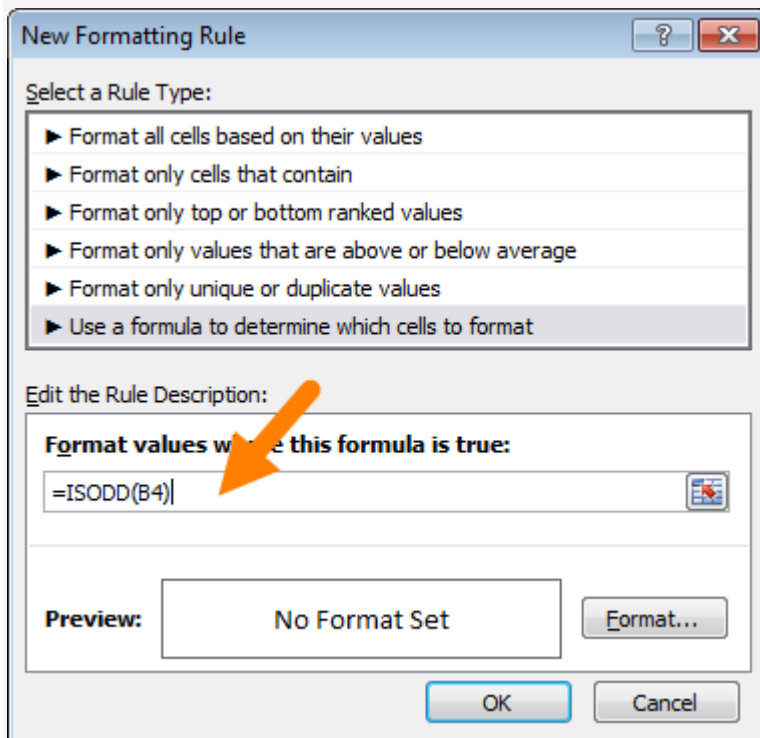 New Formatting Rule
Select a Rule Type:
► Format all cells based on their values
► Format only cells that contain
► Format only top or bottom ranked values
► Format only values that are above or below average
► Format only unique or duplicate values
► Use a formula to determine which cells to format
Edit the Rule Description:
Format values this formula is true:
=ISODD(B4)
Preview: No Format Set Format...
OK Cancel